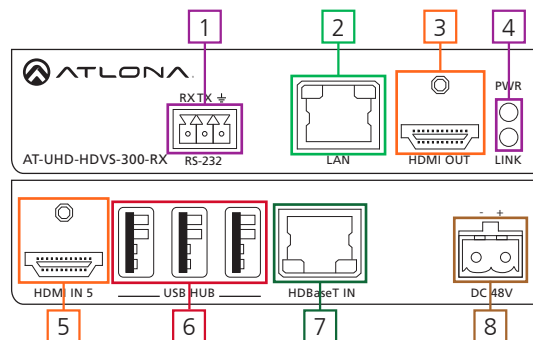 1 2 3 4
ATLONA
PWR
RX TX
AT-UHD-HDVS-300-RX RS-232 LAN HDMI OUT LINK
- +
HDMI IN 5 USB HUB HDBaseT IN DC 48V
5 6 7 8